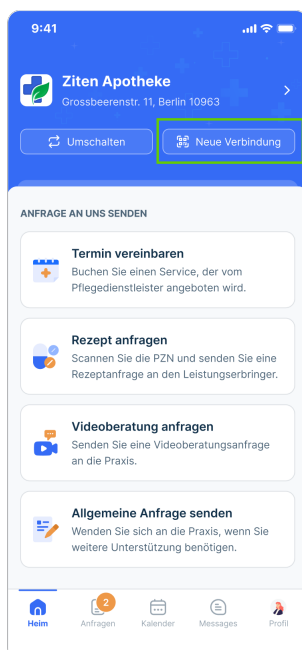 9:41
Ziten Apotheke
Grossbeerenstr. 11, Berlin 10963
Umschalten
Neue Verbindung
ANFRAGE AN UNS SENDEN
Termin vereinbaren
Buchen Sie einen Service, der vom
Pflegedienstleister angeboten wird.
Rezept anfragen
Scannen Sie die PZN und senden Sie eine
Rezeptanfrage an den Leistungserbringer.
Videoberatung anfragen
Senden Sie eine Videoberatungsanfrage
an die Praxis.
Allgemeine Anfrage senden
Wenden Sie sich an die Praxis, wenn Sie
weitere Unterstützung benötigen.
2
Heim
Anfragen
Kalender
Messages
Profil